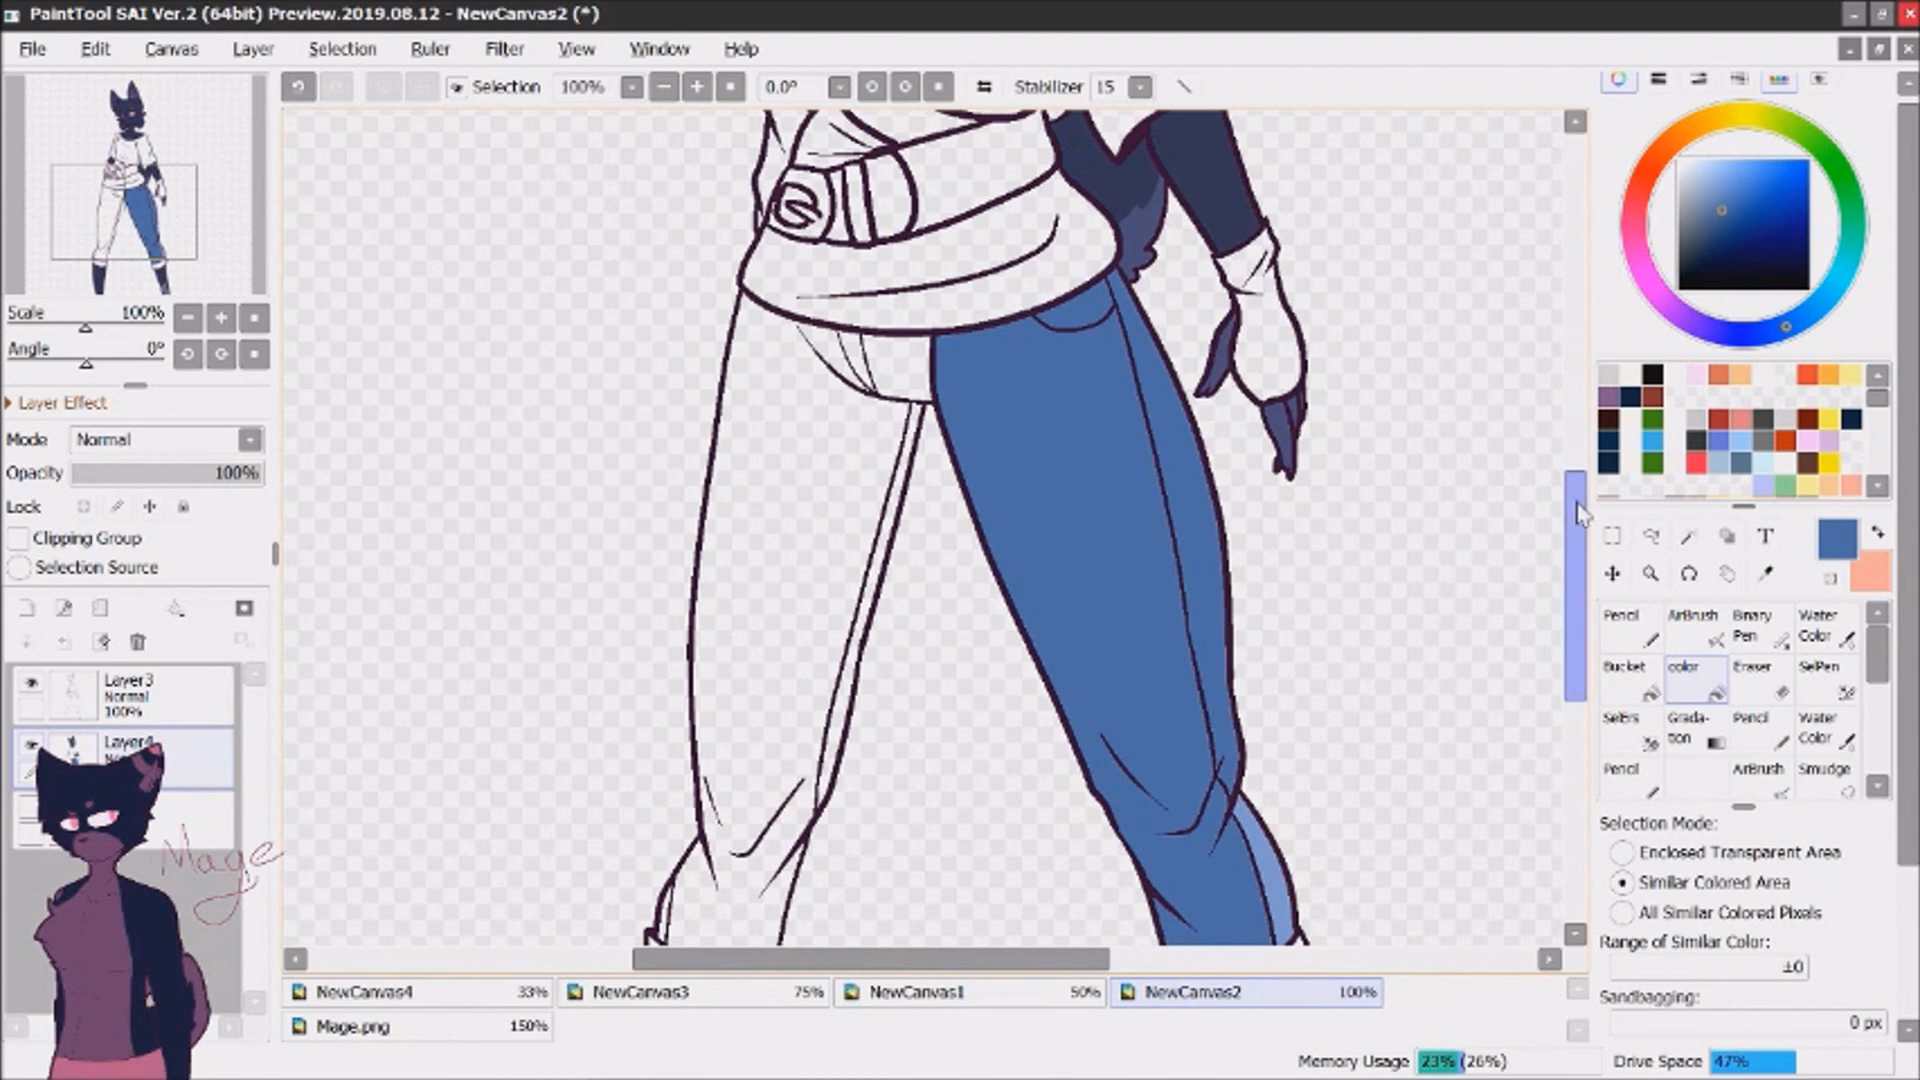 PaintTool SAI Ver.2 (64bit) Preview.2019.08.12 - NewCanvas2 (*)
File Edit Canvas Layer Selection Ruler Filter View Window Help
Selection 100% 0.0° Stabilizer 15
Scale 100%
Angle 0°
Layer Effect
Mode Normal
Opacity 100%
Lock
Clipping Group
Selection Source
Layer3
Normal
100%
Layer4
Mage
T
Pencil AirBrush Binary Pen Water Color
Bucket color Eraser SelPen
SelErs Grada-tion Pencil Water Color
Pencil AirBrush Smudge
Selection Mode:
Enclosed Transparent Area
Similar Colored Area
All Similar Colored Pixels
Range of Similar Color:
±0
Sandbagging:
0 px
NewCanvas4 33% NewCanvas3 75% NewCanvas1 50% NewCanvas2 100%
Mage.png 150%
Memory Usage 23% (26%) Drive Space 47%